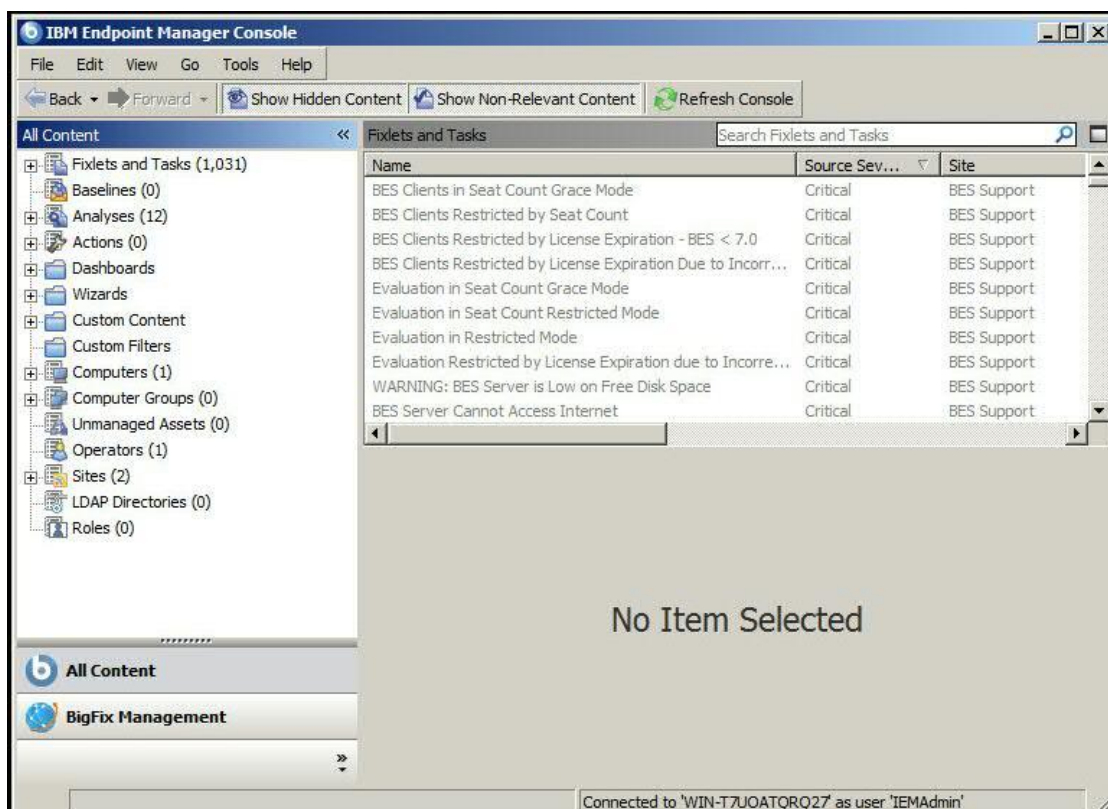 IBM Endpoint Manager Console
File Edit View Go Tools Help
Back Forward Show Hidden Content Show Non-Relevant Content Refresh Console
All Content
Fixlets and Tasks (1,031)
Baselines (0)
Analyses (12)
Actions (0)
Dashboards
Wizards
Custom Content
Custom Filters
Computers (1)
Computer Groups (0)
Unmanaged Assets (0)
Operators (1)
Sites (2)
LDAP Directories (0)
Roles (0)
All Content
BigFix Management
Fixlets and Tasks Search Fixlets and Tasks
Name Source Sev... Site
BES Clients in Seat Count Grace Mode Critical BES Support
BES Clients Restricted by Seat Count Critical BES Support
BES Clients Restricted by License Expiration - BES < 7.0 Critical BES Support
BES Clients Restricted by License Expiration Due to Incorr... Critical BES Support
Evaluation in Seat Count Grace Mode Critical BES Support
Evaluation in Seat Count Restricted Mode Critical BES Support
Evaluation in Restricted Mode Critical BES Support
Evaluation Restricted by License Expiration due to Incorre... Critical BES Support
WARNING: BES Server is Low on Free Disk Space Critical BES Support
BES Server Cannot Access Internet Critical BES Support
No Item Selected
Connected to 'WIN-T7UOATQRQ27' as user 'IEMAdmin'